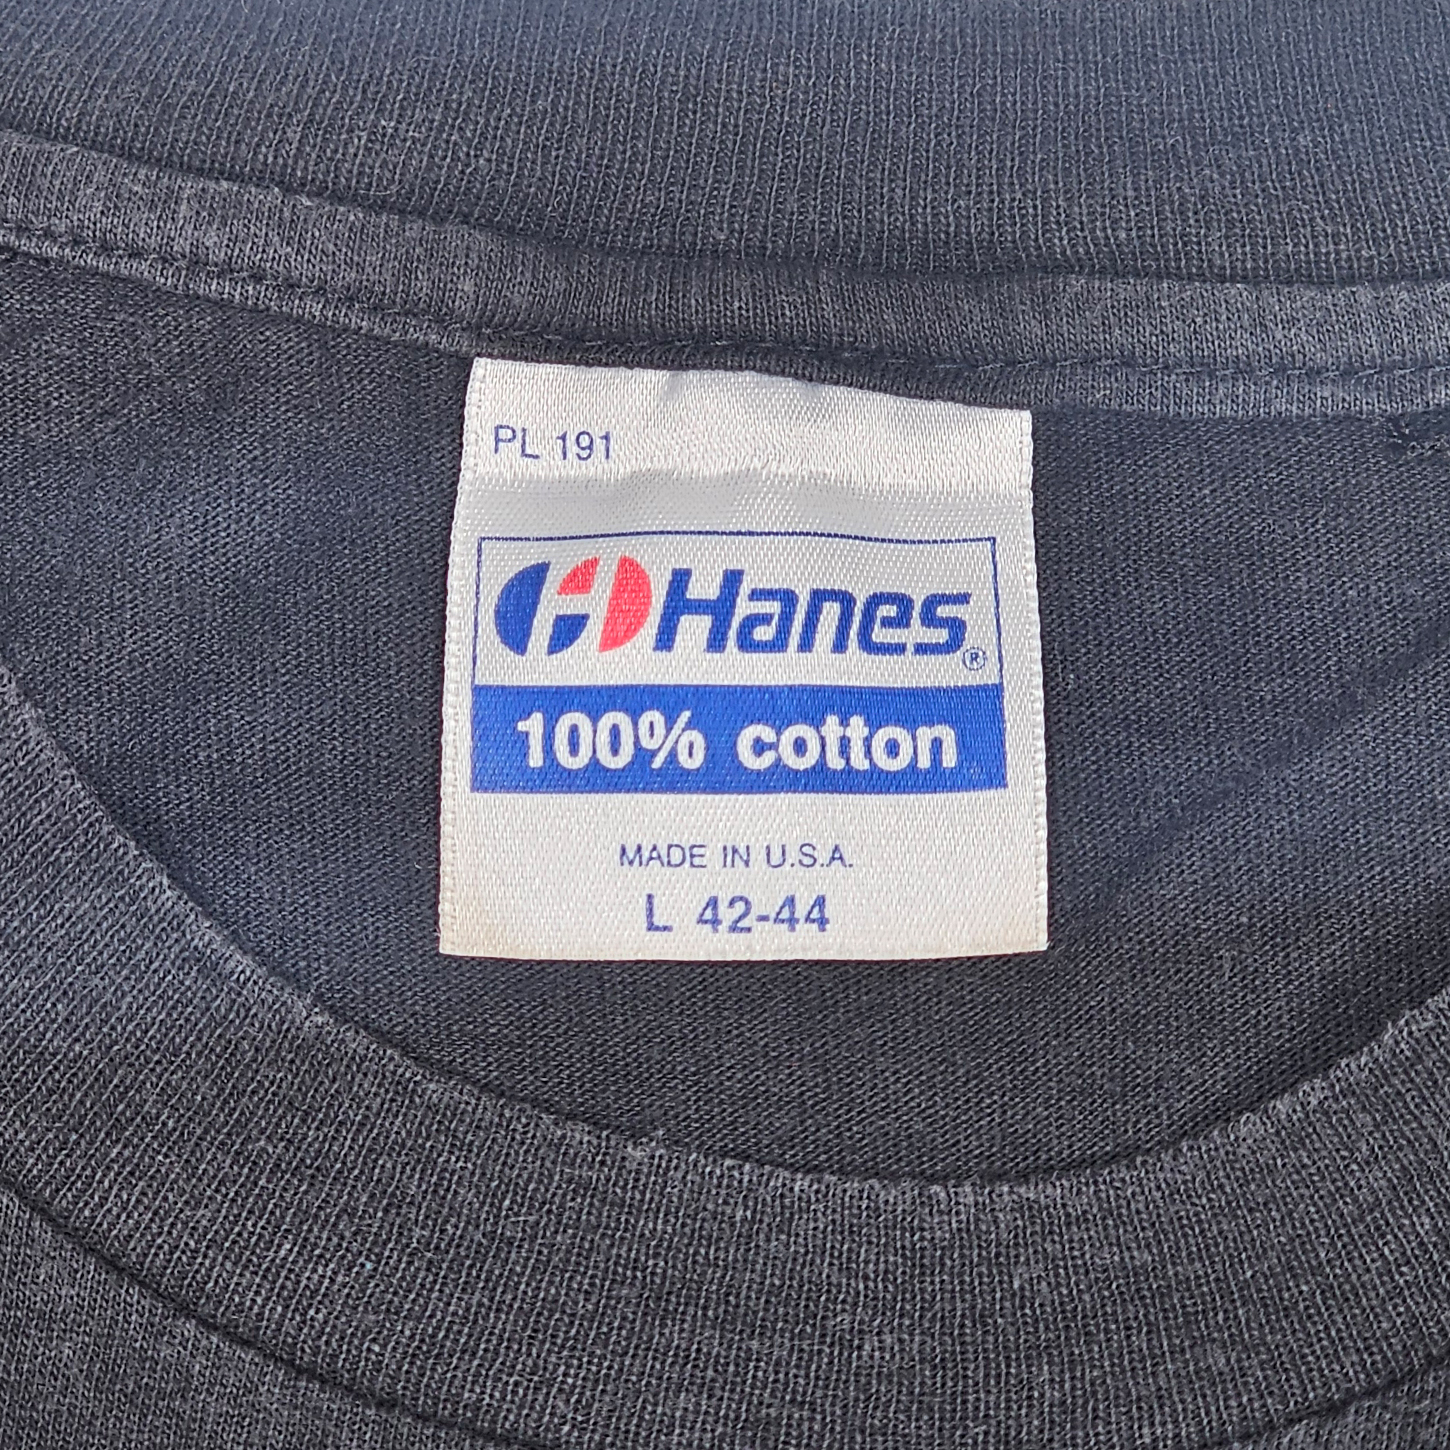 PL 191
Hanes®
100% cotton
MADE IN U.S.A.
L 42-44